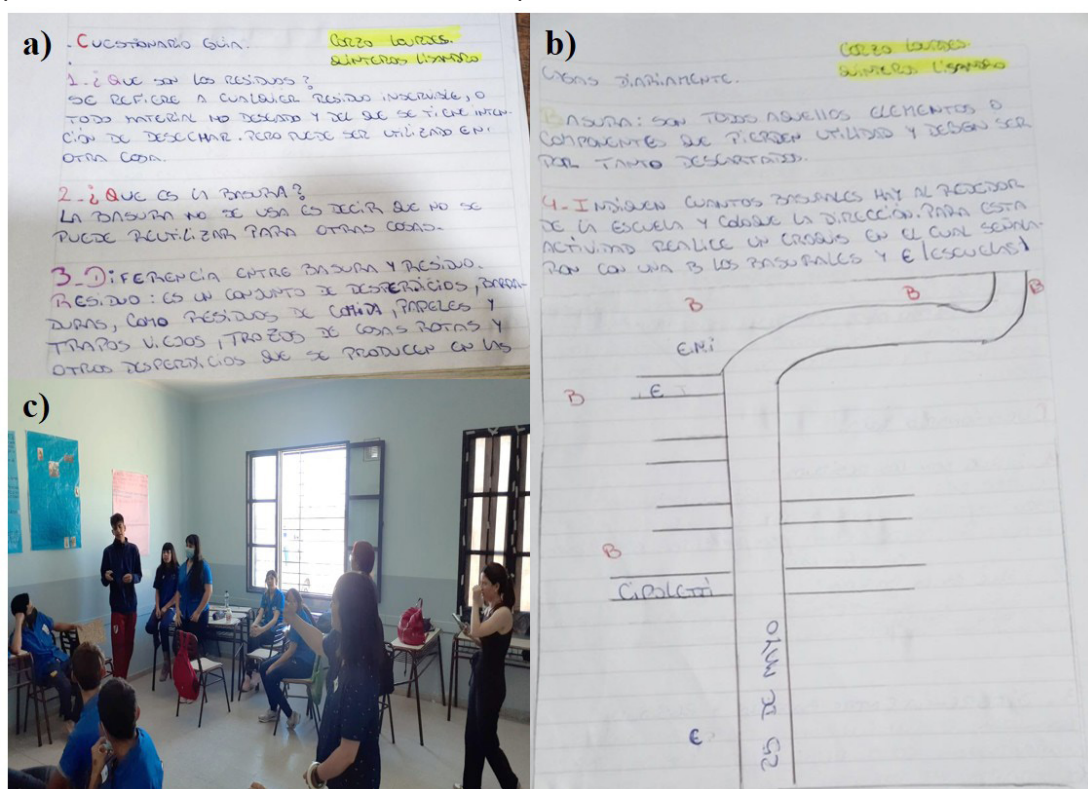 a)
. CUESTIONARIO GUIA.
CORZO LOURDES.
QUINTEROS LISANDRO
1-¿QUE SON LOS RESIDUOS?
SE REFIERE A CUALQUIER RESIDUO INSERVIBLE, O
TODO MATERIAL NO DESEADO Y DEL QUE SE TIENE INTEN-
CIÓN DE DESECHAR. PERO PUEDE SER UTILIZADO EN
OTRA COSA.
2-¿QUE ES LA BASURA?
LA BASURA NO SE USA ES DECIR QUE NO SE
PUEDE REUTILIZAR PARA OTRAS COSAS.
3-DIFERENCIA ENTRE BASURA Y RESIDUO.
RESIDUO: ES UN CONJUNTO DE DESPERDICIOS,
DURAS, COMO RESIDUOS DE COMIDA, PAPELES Y
TRAPOS VIEJOS, TROZOS DE COSAS ROTAS Y
OTROS DESPERDICIOS QUE SE PRODUCEN EN LAS
b)
CORZO LOURDES.
QUINTEROS LISANDRO
CASAS DIARIAMENTE.
BASURA: SON TODOS AQUELLOS ELEMENTOS O
COMPONENTES QUE PIERDEN UTILIDAD Y DEBEN SER
POR TANTO DESCARTADOS.
4-INDIQUEN CUANTOS BASURALES HAY AL REDEDOR
DE LA ESCUELA Y COLOQUE LA DIRECCIÓN. PARA ESTA
ACTIVIDAD REALICE UN CROQUIS EN EL CUAL SEÑALA-
RON CON UNA B LOS BASURALES Y E (ESCUELAS)
B
B
B
EMI
E
B
B
CIPOLETTI
25 DE MAYO
E
c)